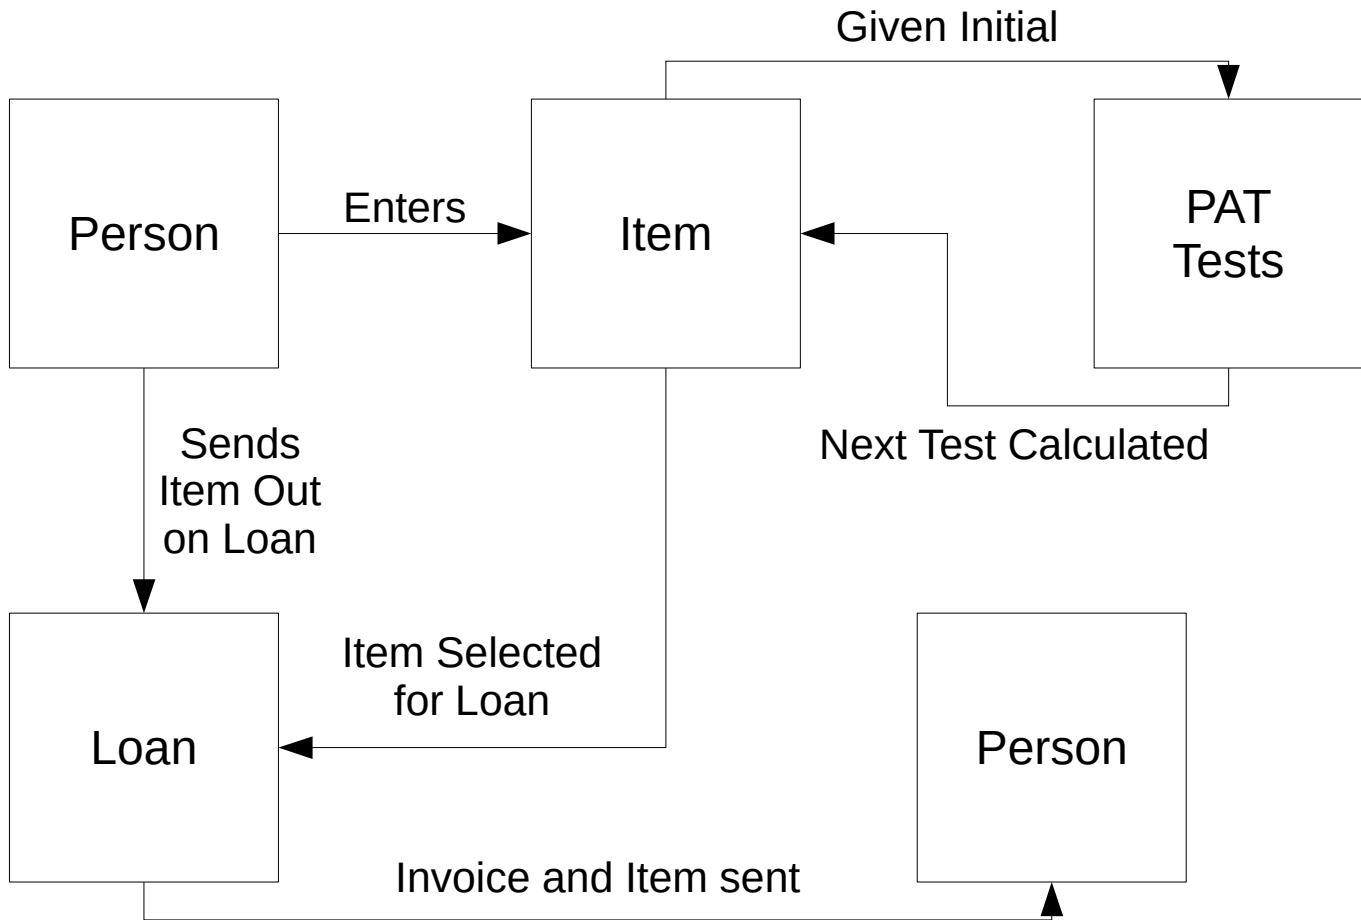 Given Initial
Person
Enters
Item
PAT
Tests
Sends
Item Out
on Loan
Next Test Calculated
Item Selected
for Loan
Loan
Person
Invoice and Item sent